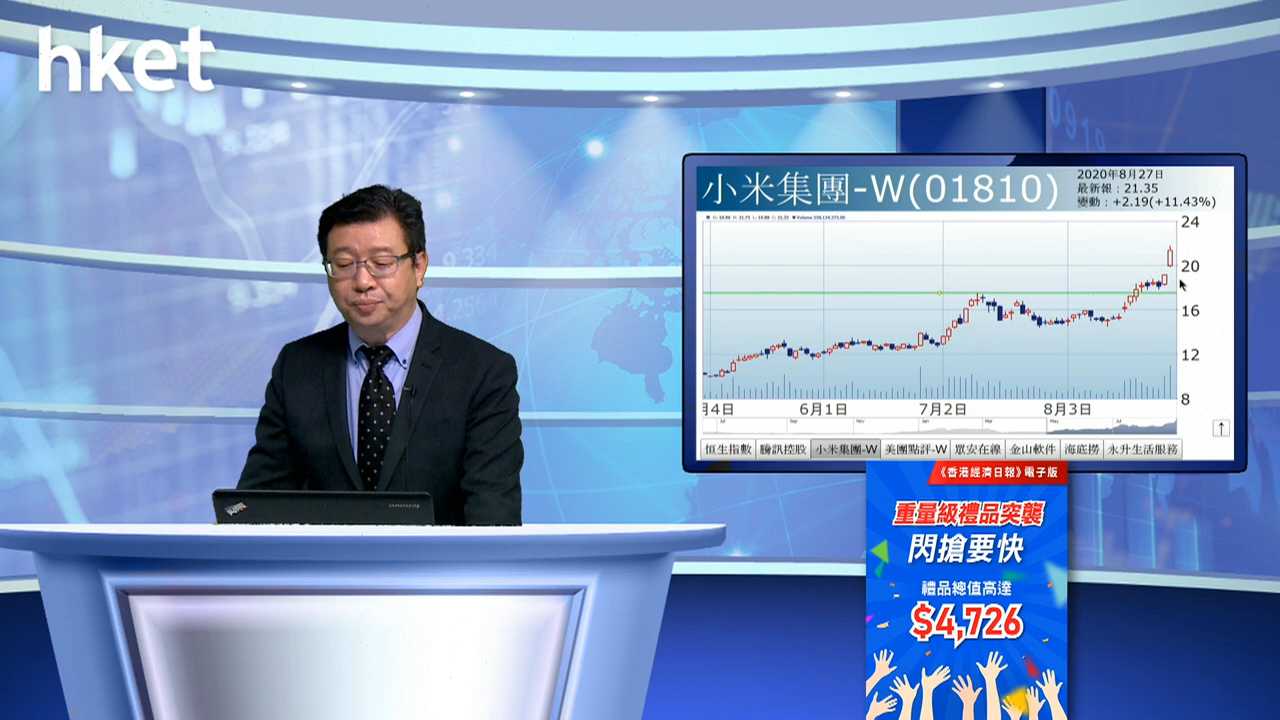 hket
小米集團-W(01810)
2020年8月27日
最新報：21.35
變動：+2.19(+11.43%)
24
20
16
12
8
月4日
6月1日
7月2日
8月3日
恒生指數
騰訊控股
小米集團-W
美團點評-W
眾安在線
金山軟件
海底撈
永升生活服務
《香港經濟日報》電子版
重量級禮品突襲
閃搶要快
禮品總值高達
$4,726
ThinkPad
lenovo